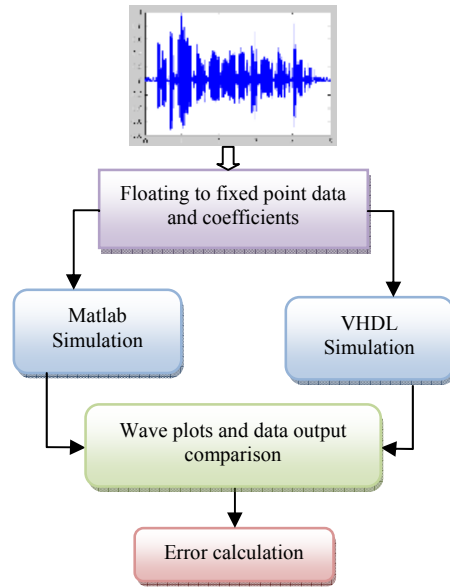 Floating to fixed point data
and coefficients
Matlab
Simulation
VHDL
Simulation
Wave plots and data output
comparison
Error calculation